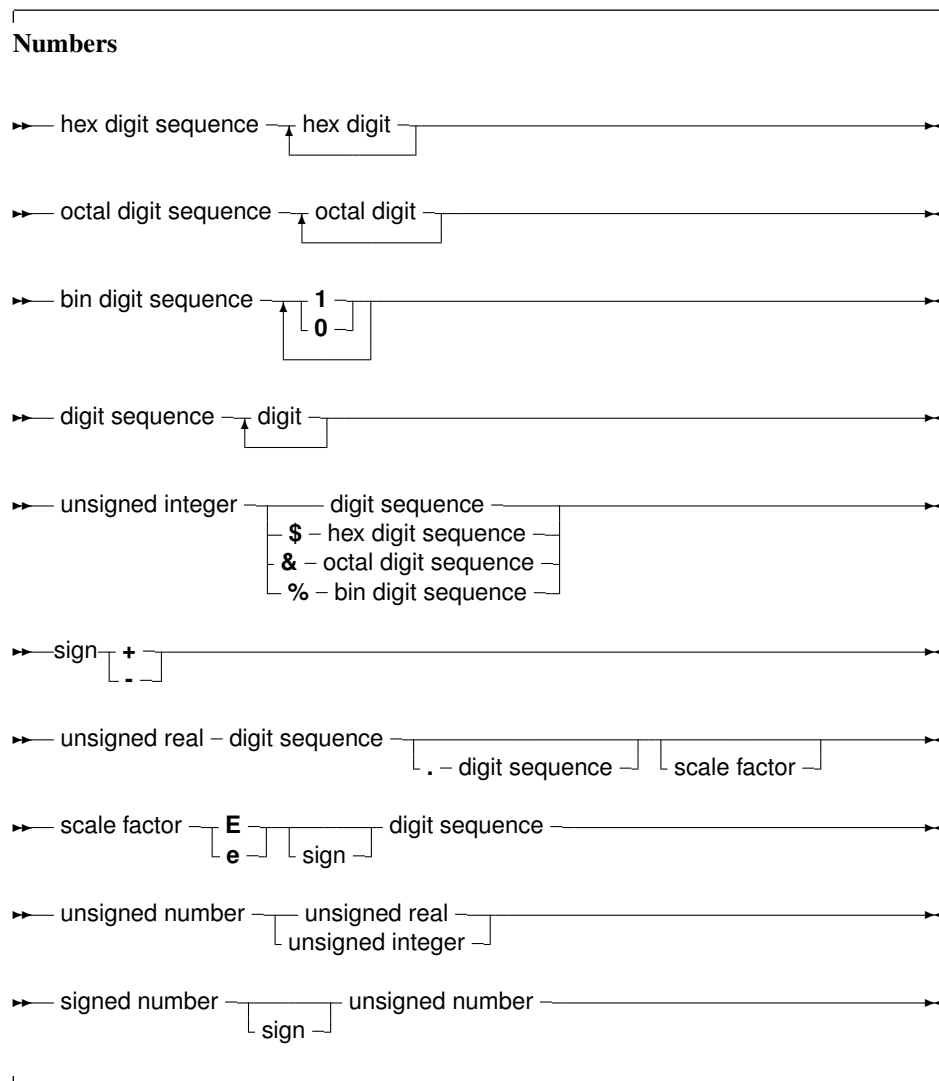 Numbers
hex digit sequence hex digit
octal digit sequence octal digit
bin digit sequence 1
0
digit sequence digit
unsigned integer digit sequence
$ hex digit sequence
& octal digit sequence
% bin digit sequence
sign +
-
unsigned real digit sequence
. digit sequence scale factor
scale factor E digit sequence
e sign
unsigned number unsigned real
unsigned integer
signed number unsigned number
sign